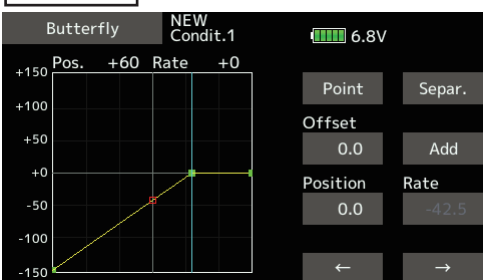 Butterfly
NEW
Condit.1
6.8V
Pos. +60 Rate +0
+150
+100
+50
+0
-50
-100
-150
Point Separ.
Offset
0.0 Add
Position Rate
0.0 -42.5
← →